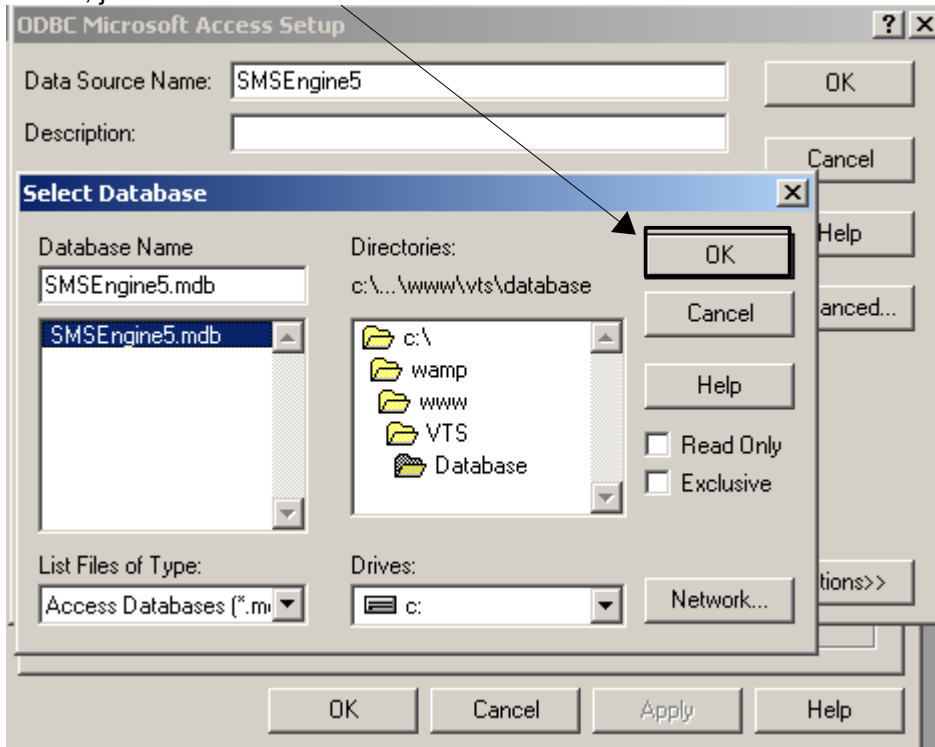 ODBC Microsoft Access Setup
Data Source Name: SMSEngine5 OK
Description:
Cancel
Select Database
Database Name Directories: OK Help
SMSEngine5.mdb c:\...\www\vts\database
SMSEngine5.mdb c:\ Cancel anced...
wamp
www Help
VTS Read Only
Database
Exclusive
List Files of Type: Drives: tions>>
Access Databases (*.m c: Network...
OK Cancel Apply Help